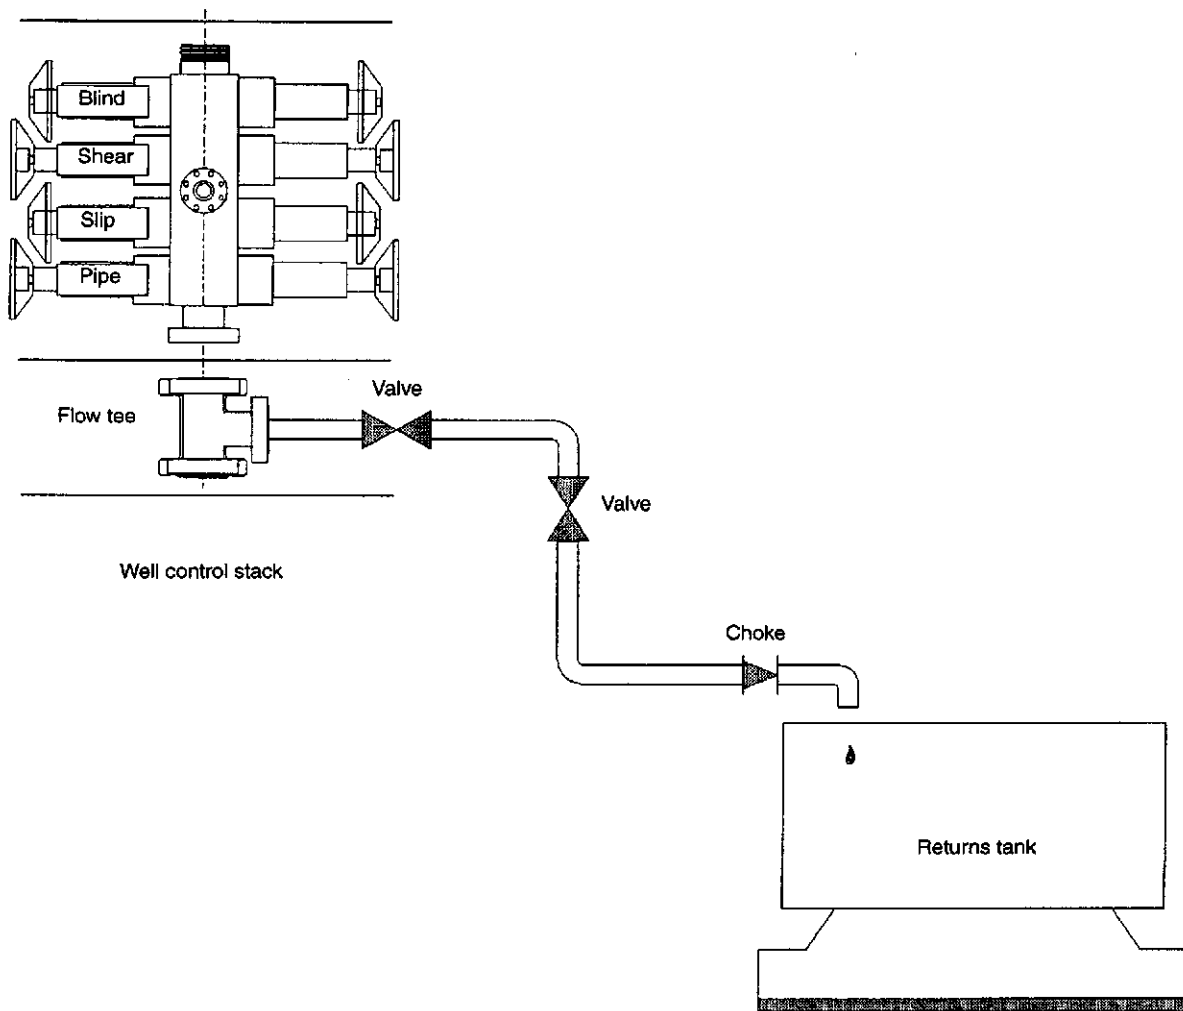 Blind
Shear
Slip
Pipe
Flow tee
Valve
Valve
Well control stack
Choke
Returns tank